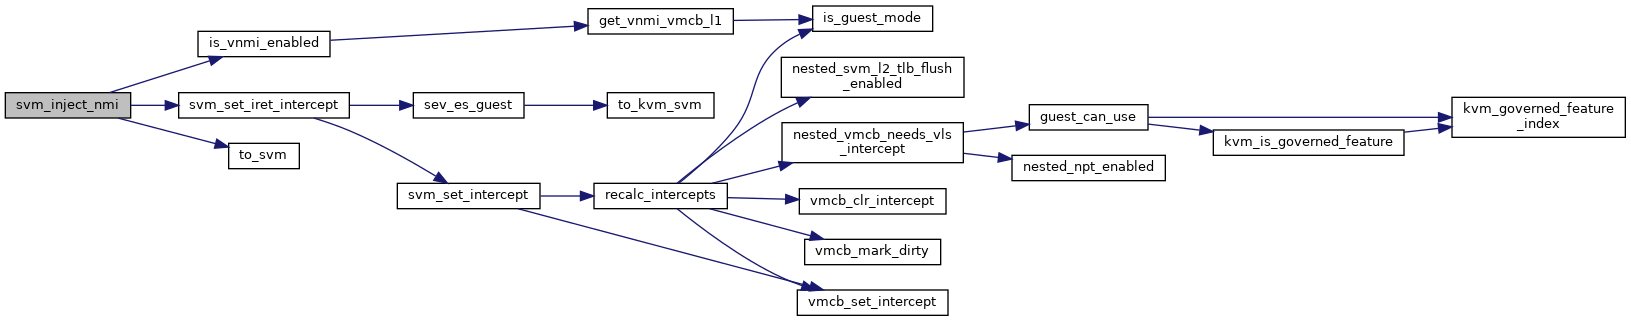 svm_inject_nmi
is_vnmi_enabled
get_vnmi_vmcb_l1
is_guest_mode
svm_set_iret_intercept
sev_es_guest
to_kvm_svm
to_svm
svm_set_intercept
recalc_intercepts
nested_svm_l2_tlb_flush
_enabled
nested_vmcb_needs_vls
_intercept
guest_can_use
kvm_governed_feature
_index
kvm_is_governed_feature
nested_npt_enabled
vmcb_clr_intercept
vmcb_mark_dirty
vmcb_set_intercept